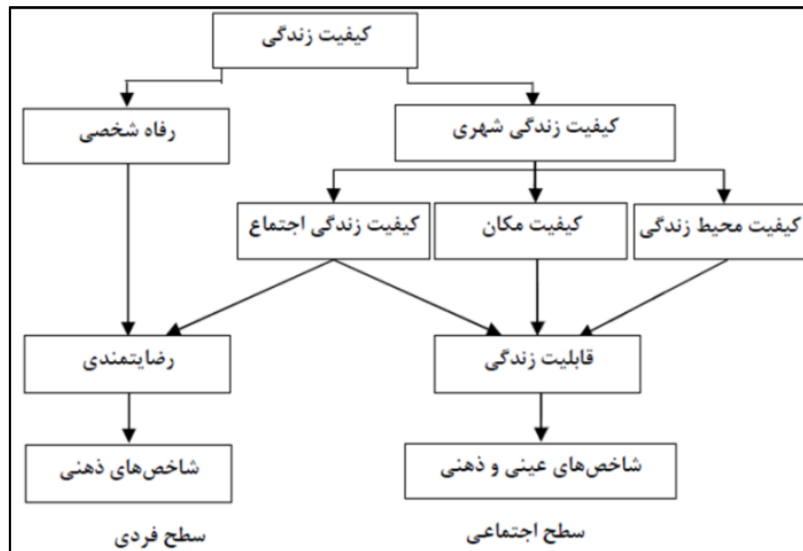 کیفیت زندگی
کیفیت زندگی شهری
رفاه شخصی
کیفیت محیط زندگی
کیفیت مکان
کیفیت زندگی اجتماع
قابلیت زندگی
رضایتمندی
شاخص‌های عینی و ذهنی
شاخص‌های ذهنی
سطح اجتماعی
سطح فردی